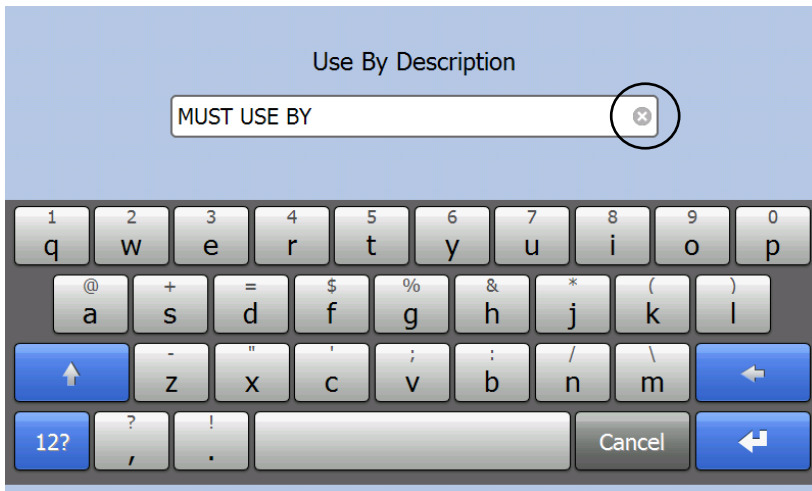 Use By Description
MUST USE BY
1 2 3 4 5 6 7 8 9 0
q w e r t y u i o p
@ + = $ % & * ( )
a s d f g h j k l
- " ' ; : / \
z x c v b n m
? !
12? , . Cancel